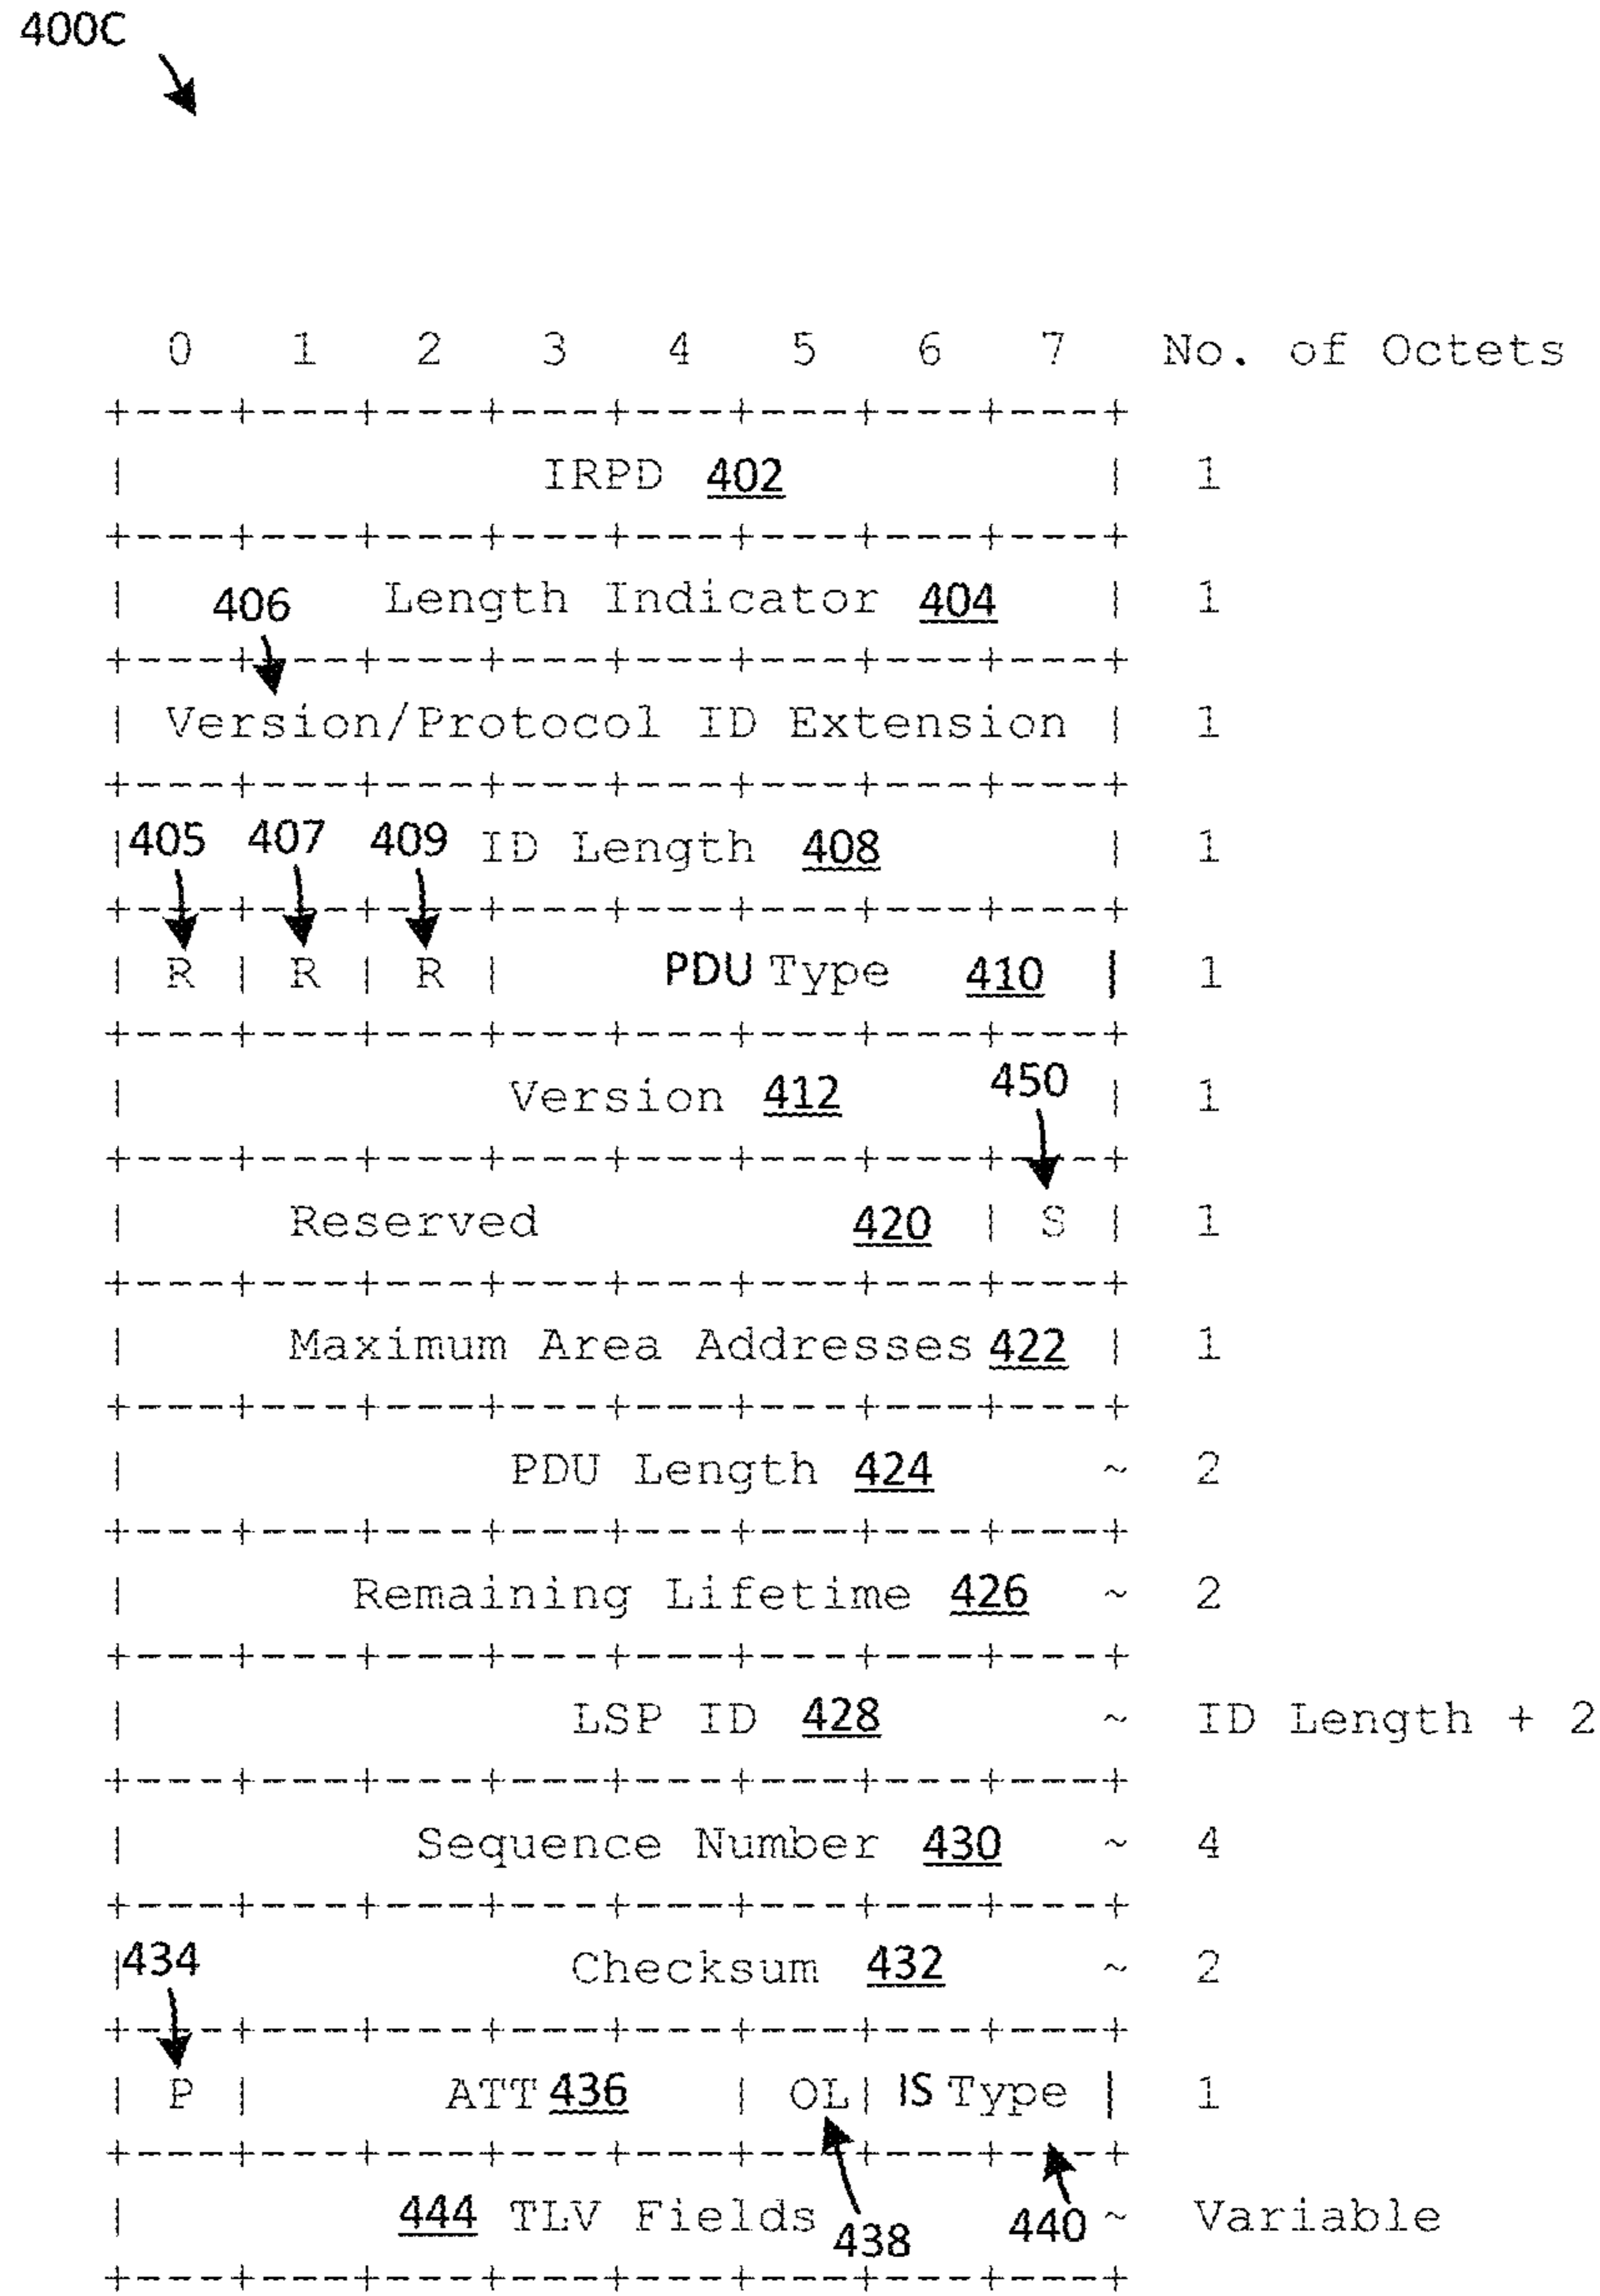 400C
0 1 2 3 4 5 6 7 No. of Octets
+---+---+---+---+---+---+---+---+
| IRPD 402 | 1
+---+---+---+---+---+---+---+---+
| 406 Length Indicator 404 | 1
+---+---+---+---+---+---+---+---+
| Version/Protocol ID Extension | 1
+---+---+---+---+---+---+---+---+
|405 407 409 ID Length 408 | 1
+---+---+---+---+---+---+---+---+
| R | R | R | PDU Type 410 | 1
+---+---+---+---+---+---+---+---+
| Version 412 450 | 1
+---+---+---+---+---+---+---+---+
| Reserved 420 | S | 1
+---+---+---+---+---+---+---+---+
| Maximum Area Addresses 422 | 1
+---+---+---+---+---+---+---+---+
| PDU Length 424 ~ 2
+---+---+---+---+---+---+---+---+
| Remaining Lifetime 426 ~ 2
+---+---+---+---+---+---+---+---+
| LSP ID 428 ~ ID Length + 2
+---+---+---+---+---+---+---+---+
| Sequence Number 430 ~ 4
+---+---+---+---+---+---+---+---+
|434 Checksum 432 ~ 2
+---+---+---+---+---+---+---+---+
| P | ATT 436 | OL| IS Type | 1
+---+---+---+---+---+---+---+---+
| 444 TLV Fields 438 440 ~ Variable
+---+---+---+---+---+---+---+---+